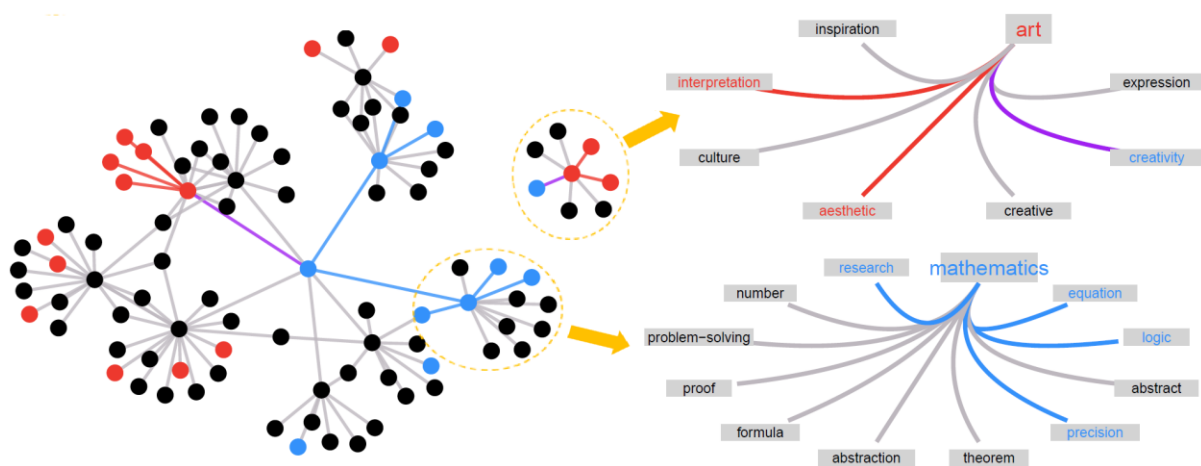 art
inspiration
interpretation
expression
culture
creativity
aesthetic
creative
research
mathematics
number
equation
problem-solving
logic
proof
abstract
formula
precision
abstraction
theorem